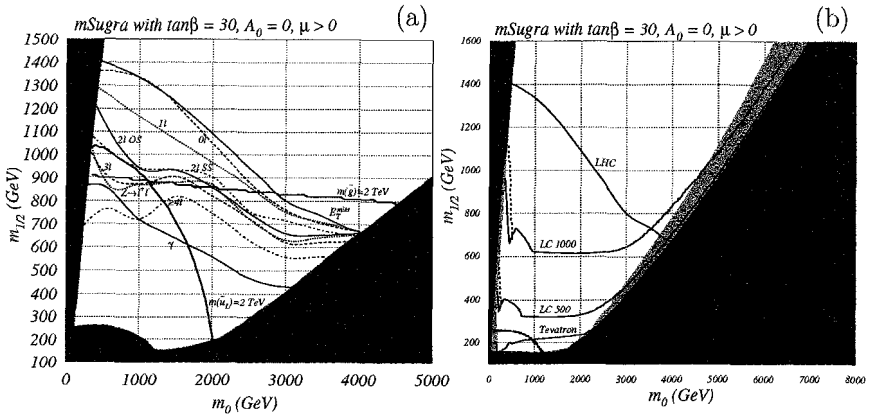 mSugra with tanβ = 30, A₀ = 0, μ > 0
(a)
1500
1400
1300
1200
1100
1000
900
800
700
600
500
400
300
200
100
m₁/₂ (GeV)
0l
1l
2l OS
2l SS
3l
Z→l⁺l⁻
≥4l
γ
E_T^miss
m(g̃)=2 TeV
m(ũ_L)=2 TeV
0
1000
2000
3000
4000
5000
m₀ (GeV)
mSugra with tanβ = 30, A₀ = 0, μ > 0
(b)
1600
1400
1200
1000
800
600
400
200
m₁/₂ (GeV)
LHC
LC 1000
LC 500
Tevatron
0
1000
2000
3000
4000
5000
6000
7000
8000
m₀ (GeV)